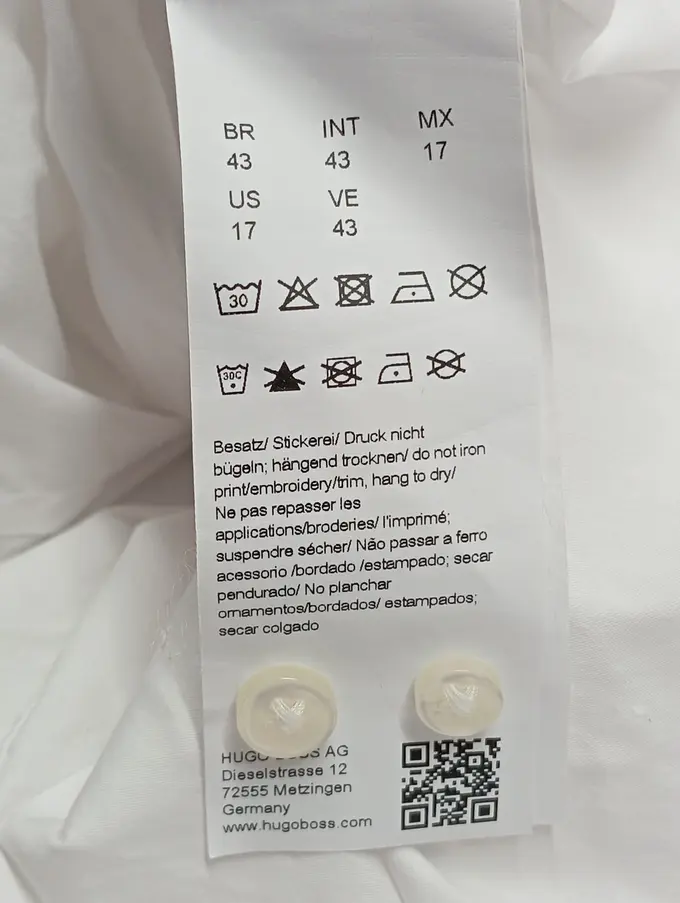 BR INT MX
43 43 17
US VE
17 43
30
30C
Besatz/ Stickerei/ Druck nicht
bügeln; hängend trocknen/ do not iron
print/embroidery/trim, hang to dry/
Ne pas repasser les
applications/broderies/ l'imprimé;
suspendre sécher/ Não passar a ferro
acessorio /bordado /estampado; secar
pendurado/ No planchar
ornamentos/bordados/ estampados;
secar colgado
HUGO BOSS AG
Dieselstrasse 12
72555 Metzingen
Germany
www.hugoboss.com